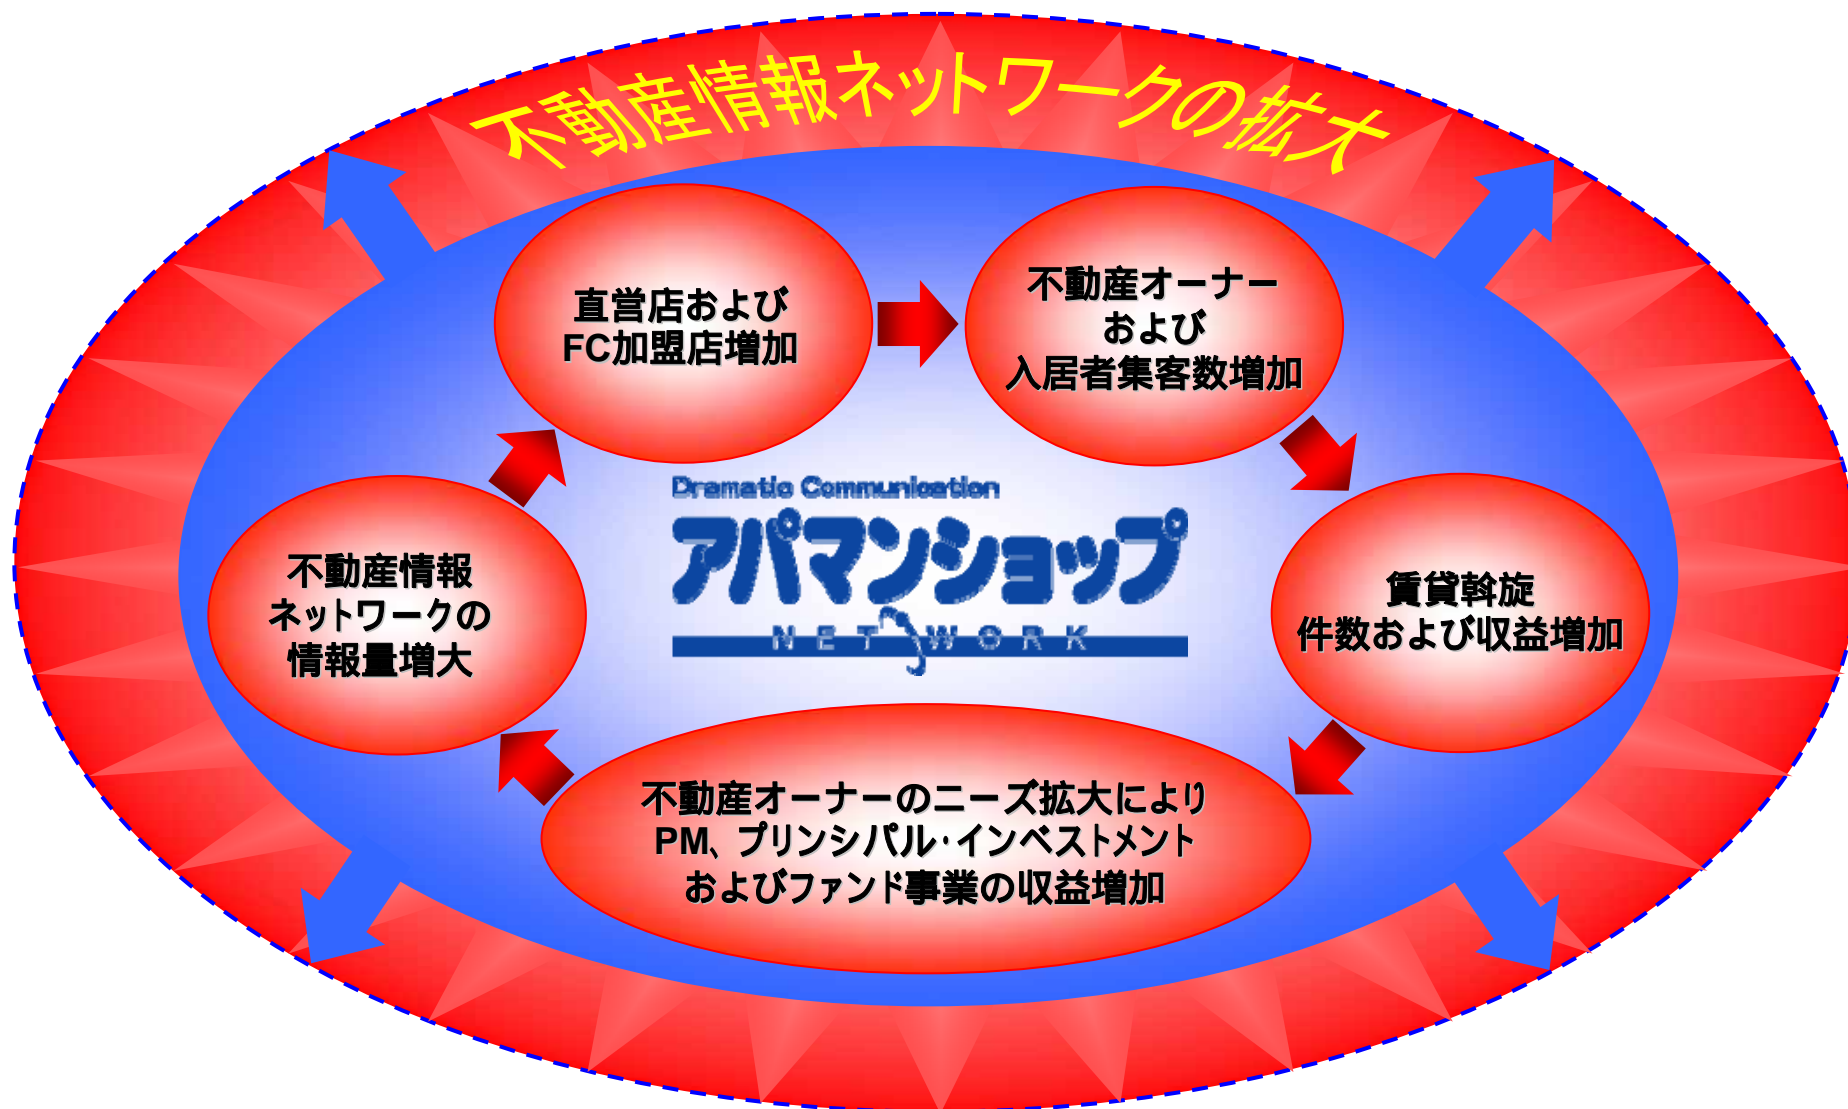 不動産情報ネットワークの拡大
直営店および
FC加盟店増加
不動産オーナー
および
入居者集客数増加
Dramatic Communication
アパマンショップ
NETWORK
不動産情報
ネットワークの
情報量増大
賃貸斡旋
件数および収益増加
不動産オーナーのニーズ拡大により
PM、プリンシパル・インベストメント
およびファンド事業の収益増加